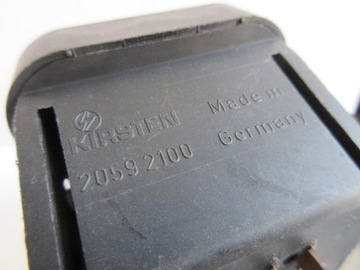 KIRSTEN Made in
2059 2100 Germany